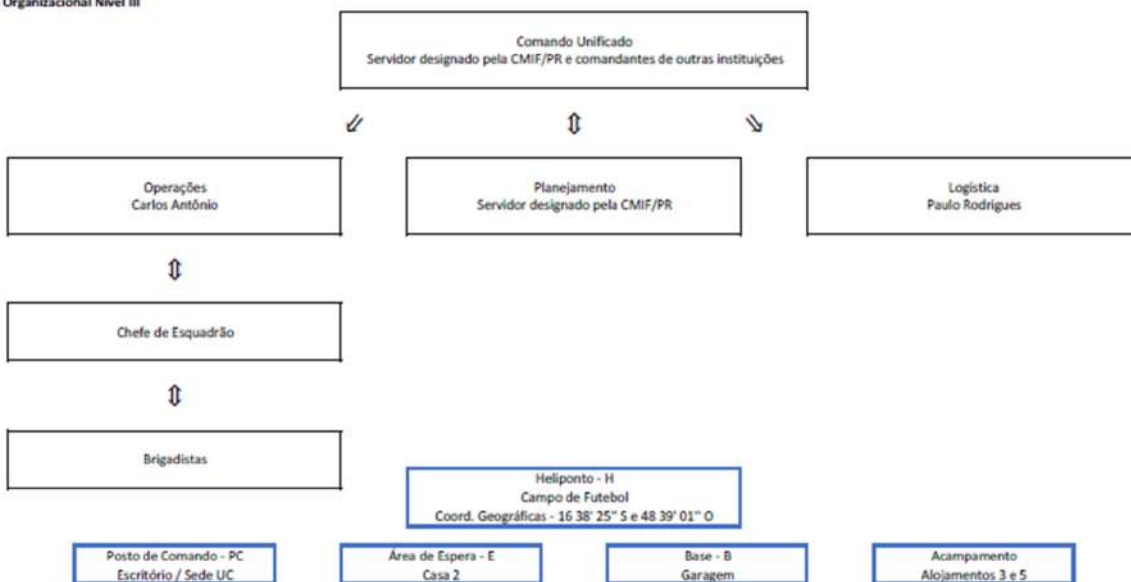 Organizacional Nível III
Comando Unificado
Servidor designado pela CMIF/PR e comandantes de outras instituições
Operações
Carlos Antônio
Planejamento
Servidor designado pela CMIF/PR
Logística
Paulo Rodrigues
Chefe de Esquadrão
Brigadistas
Heliponto - H
Campo de Futebol
Coord. Geográficas - 16 38' 25" S e 48 39' 01" O
Posto de Comando - PC
Escritório / Sede UC
Área de Espera - E
Casa 2
Base - B
Garagem
Acampamento
Alojamentos 3 e 5